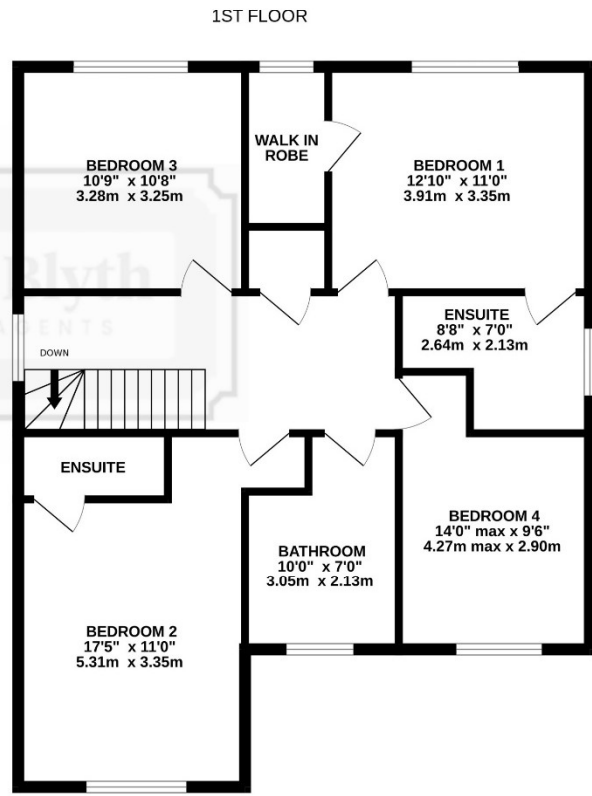 1ST FLOOR
BEDROOM 3
10'9" x 10'8"
3.28m x 3.25m
WALK IN
ROBE
BEDROOM 1
12'10" x 11'0"
3.91m x 3.35m
Blyth
AGENTS
ENSUITE
8'8" x 7'0"
2.64m x 2.13m
DOWN
ENSUITE
BEDROOM 4
14'0" max x 9'6"
4.27m max x 2.90m
BATHROOM
10'0" x 7'0"
3.05m x 2.13m
BEDROOM 2
17'5" x 11'0"
5.31m x 3.35m